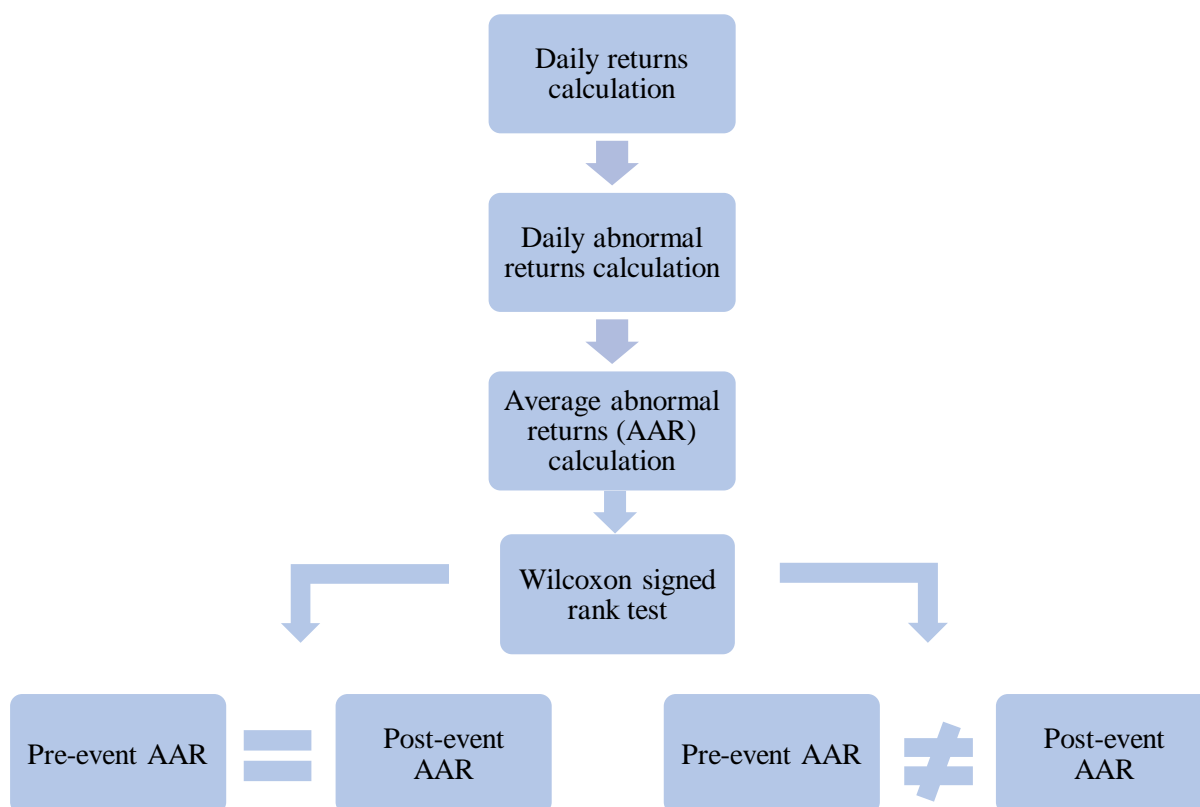 Daily returns
calculation
Daily abnormal
returns calculation
Average abnormal
returns (AAR)
calculation
Wilcoxon signed
rank test
Pre-event AAR
=
Post-event
AAR
Pre-event AAR
≠
Post-event
AAR